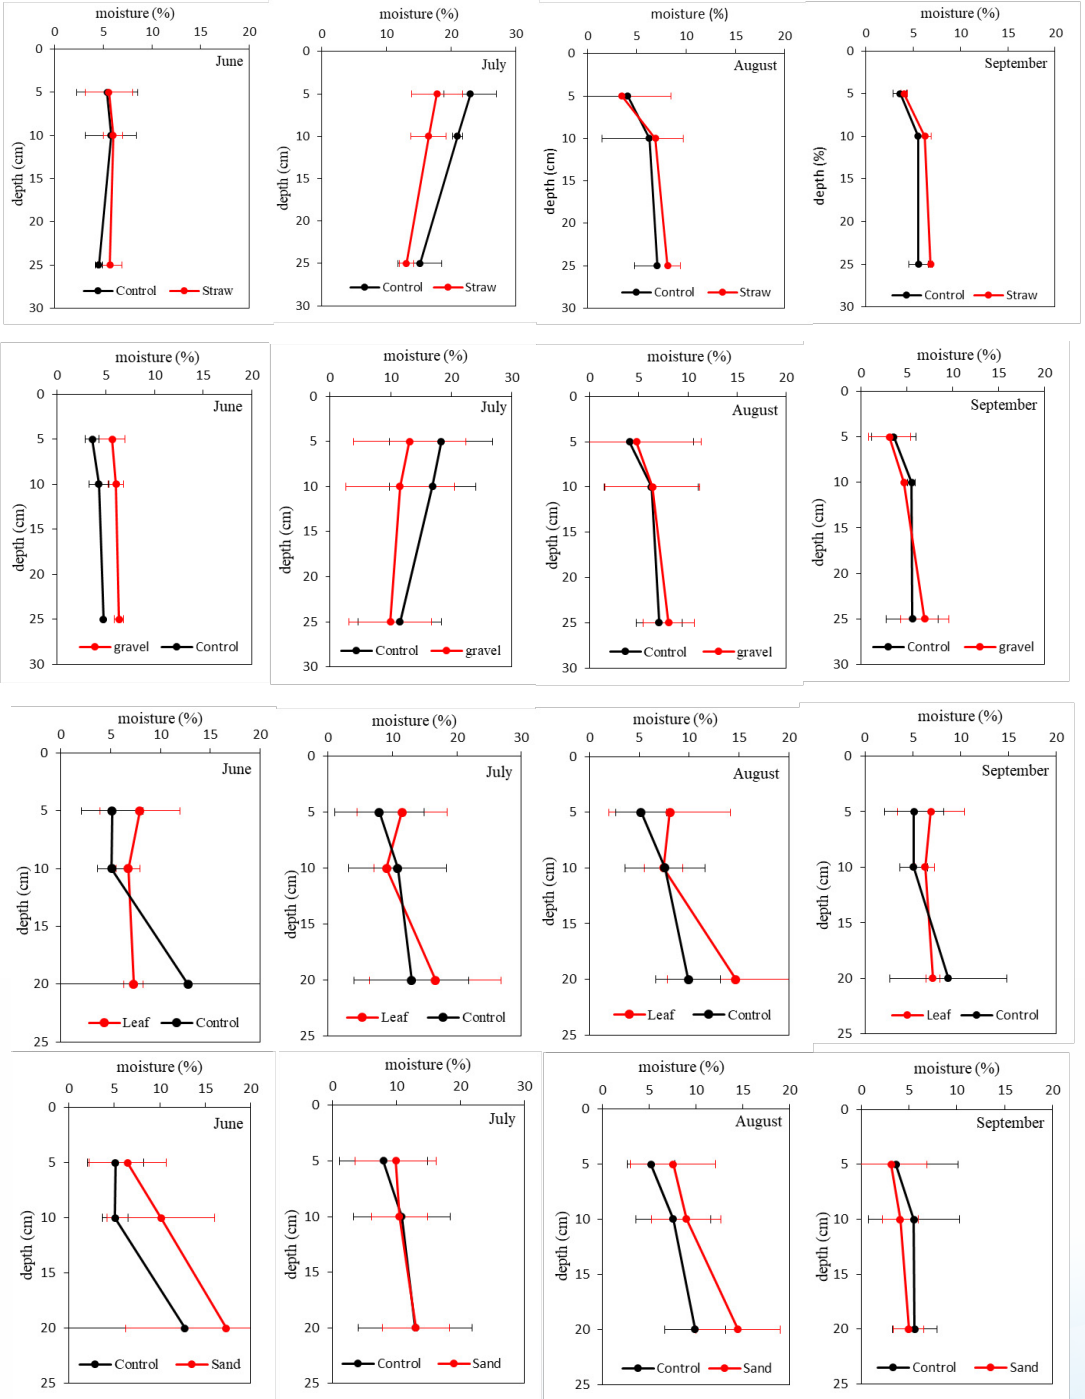 moisture (%) moisture (%) moisture (%) moisture (%)
0 5 10 15 20 0 10 20 30 0 5 10 15 20 0 5 10 15 20
June July August September
0 5 10 15 20 25 30
depth (cm)
Control Straw
0 5 10 15 20 25 30
depth (cm)
Control Straw
0 5 10 15 20 25 30
depth (cm)
Control Straw
0 5 10 15 20 25 30
depth (%)
Control Straw
moisture (%) moisture (%) moisture (%) moisture (%)
0 5 10 15 20 0 10 20 30 0 5 10 15 20 0 5 10 15 20
June July August September
0 5 10 15 20 25 30
depth (cm)
gravel Control
0 5 10 15 20 25 30
depth (cm)
Control gravel
0 5 10 15 20 25 30
depth (cm)
Control gravel
0 5 10 15 20 25 30
depth (cm)
Control gravel
moisture (%) moisture (%) moisture (%) moisture (%)
0 5 10 15 20 0 10 20 30 0 5 10 15 20 0 5 10 15 20
June July August September
0 5 10 15 20 25
depth (cm)
Leaf Control
0 5 10 15 20 25
depth (cm)
Leaf Control
0 5 10 15 20 25
depth (cm)
Leaf Control
0 5 10 15 20 25
depth (cm)
Leaf Control
moisture (%) moisture (%) moisture (%) moisture (%)
0 5 10 15 20 0 10 20 30 0 5 10 15 20 0 5 10 15 20
June July August September
0 5 10 15 20 25
depth (cm)
Control Sand
0 5 10 15 20 25
depth (cm)
Control Sand
0 5 10 15 20 25
depth (cm)
Control Sand
0 5 10 15 20 25
depth (cm)
Control Sand